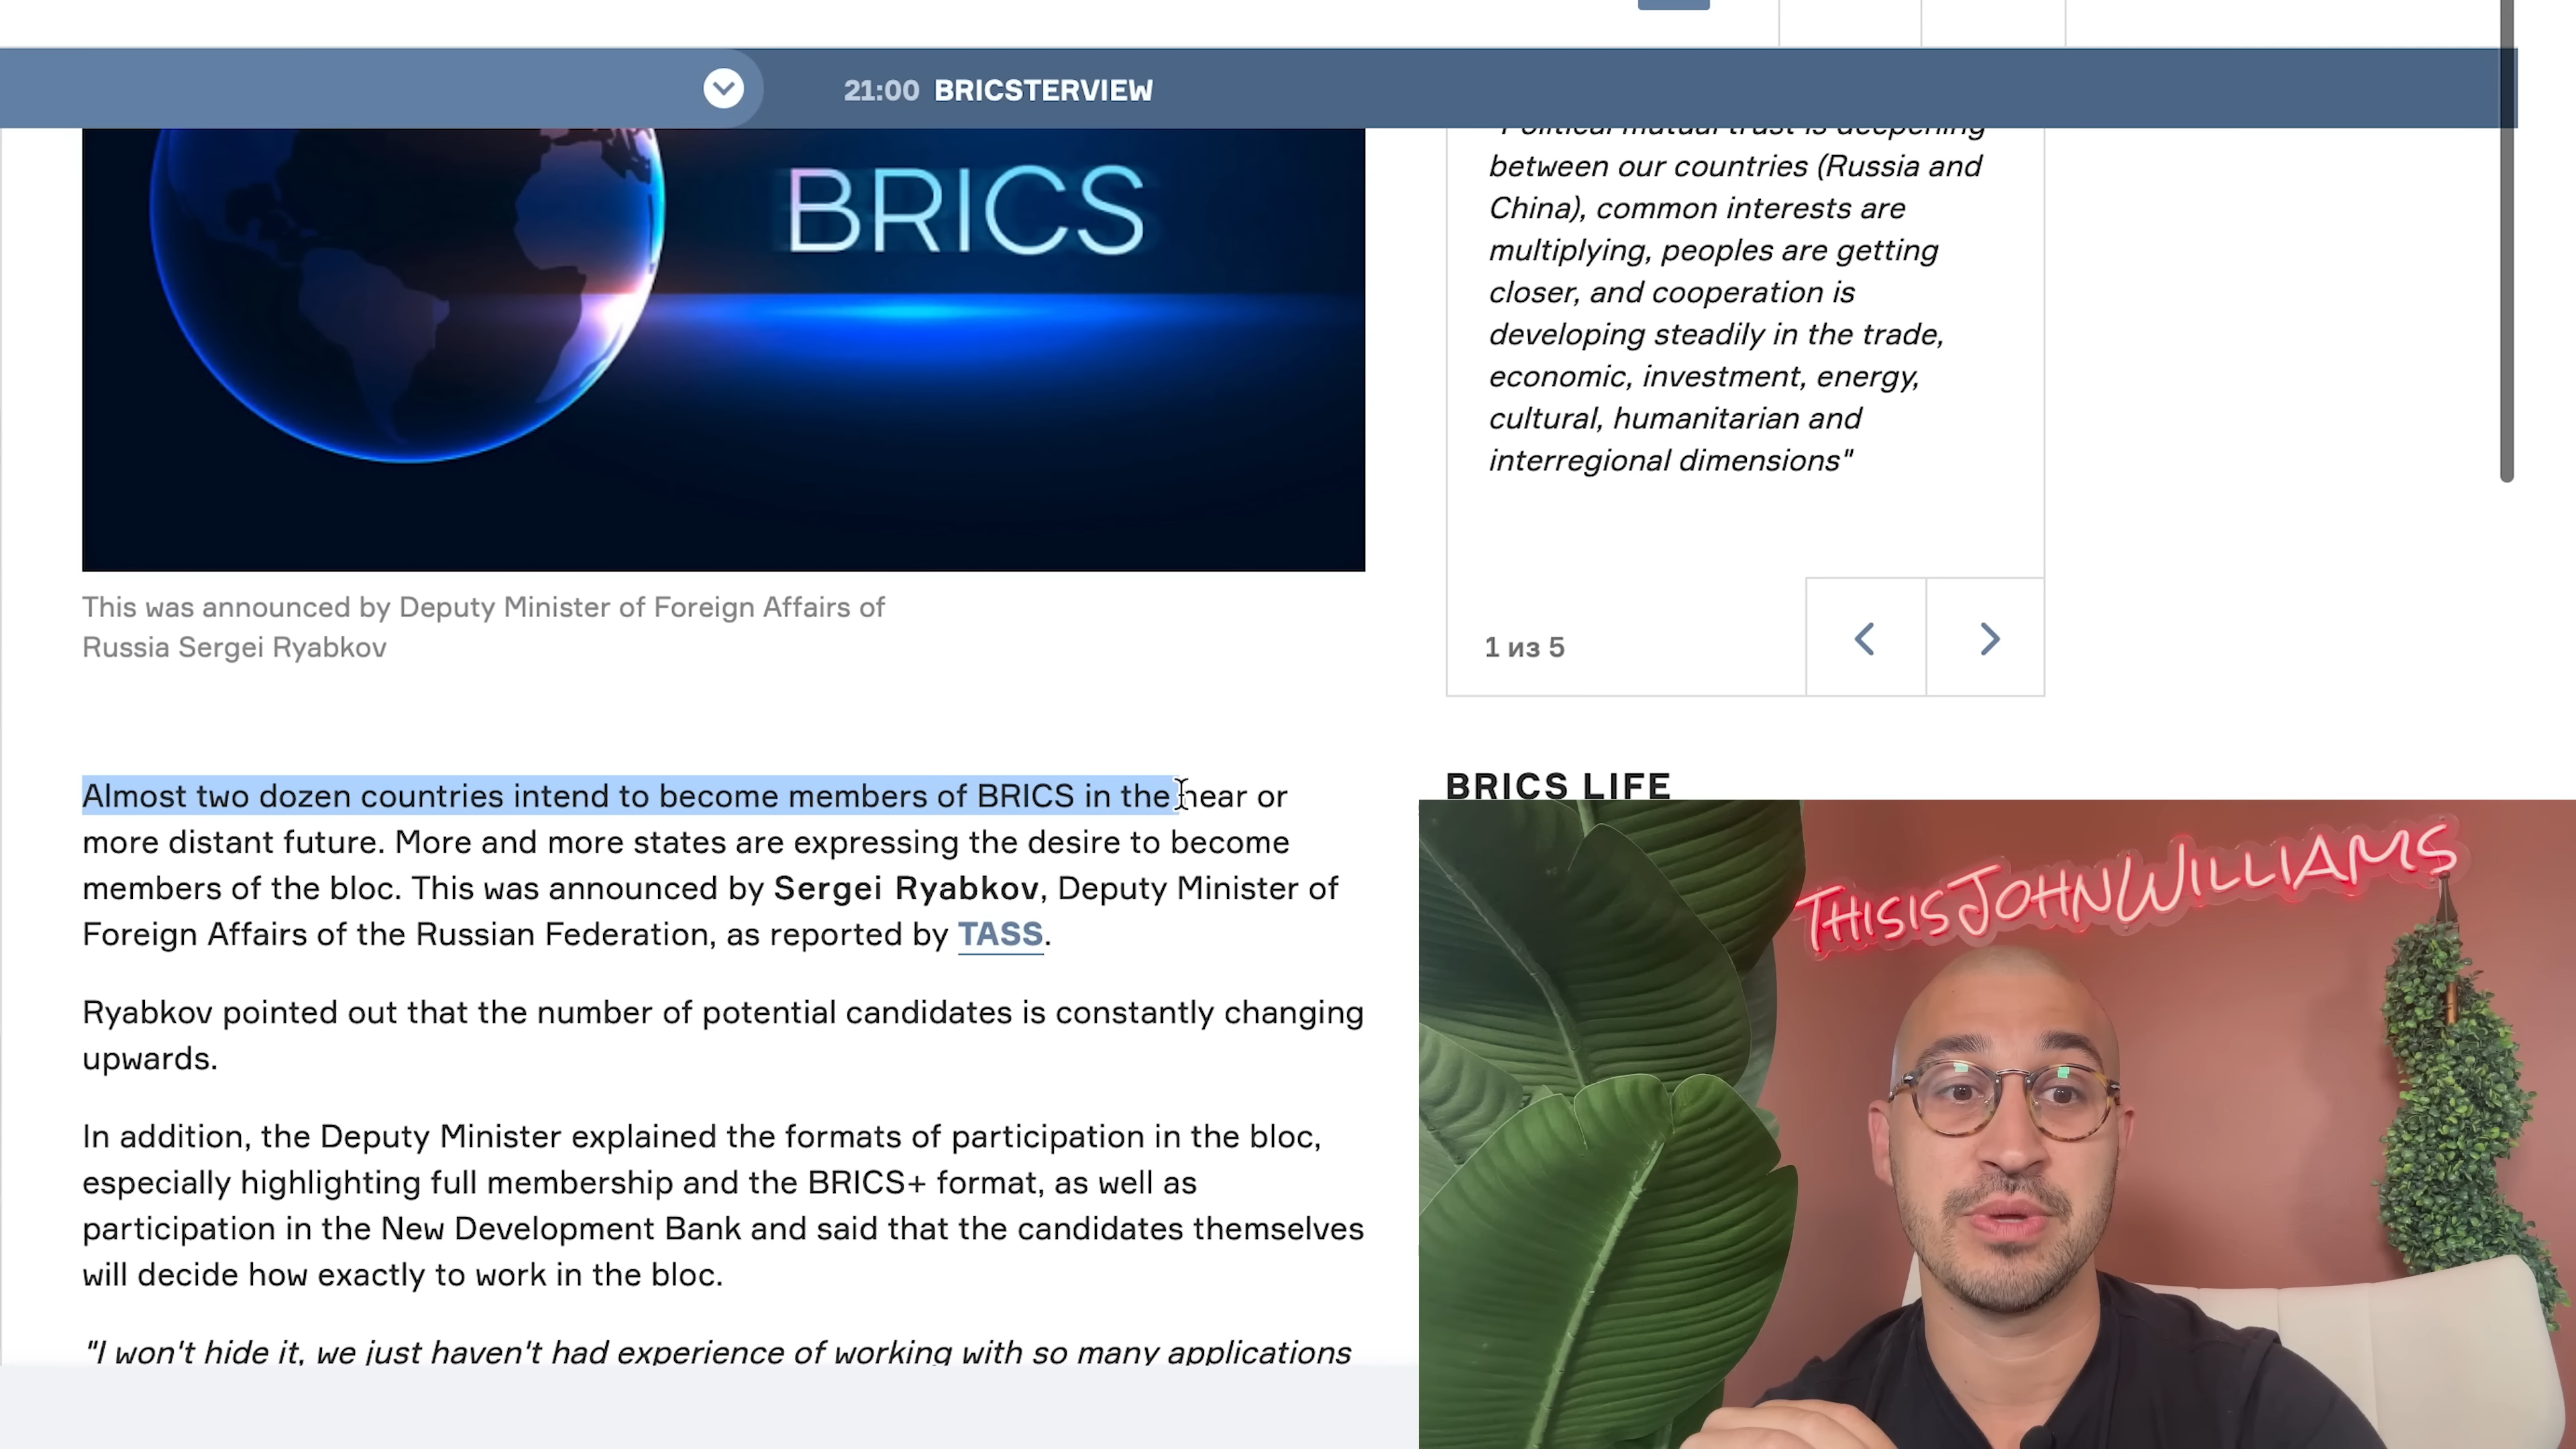 21:00 BRICSTERVIEW
BRICS
This was announced by Deputy Minister of Foreign Affairs of
Russia Sergei Ryabkov
Almost two dozen countries intend to become members of BRICS in the near or
more distant future. More and more states are expressing the desire to become
members of the bloc. This was announced by Sergei Ryabkov, Deputy Minister of
Foreign Affairs of the Russian Federation, as reported by TASS.
Ryabkov pointed out that the number of potential candidates is constantly changing
upwards.
In addition, the Deputy Minister explained the formats of participation in the bloc,
especially highlighting full membership and the BRICS+ format, as well as
participation in the New Development Bank and said that the candidates themselves
will decide how exactly to work in the bloc.
"I won't hide it, we just haven't had experience of working with so many applications
"Political mutual trust is deepening
between our countries (Russia and
China), common interests are
multiplying, peoples are getting
closer, and cooperation is
developing steadily in the trade,
economic, investment, energy,
cultural, humanitarian and
interregional dimensions"
1 из 5
BRICS LIFE
THISISJOHNWILLIAMS